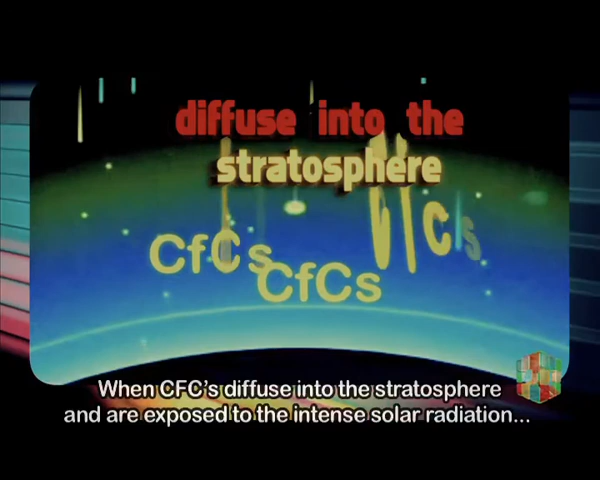 diffuse into the
stratosphere
CfCs
CfCs
CfCs
When CFC's diffuse into the stratosphere
and are exposed to the intense solar radiation...